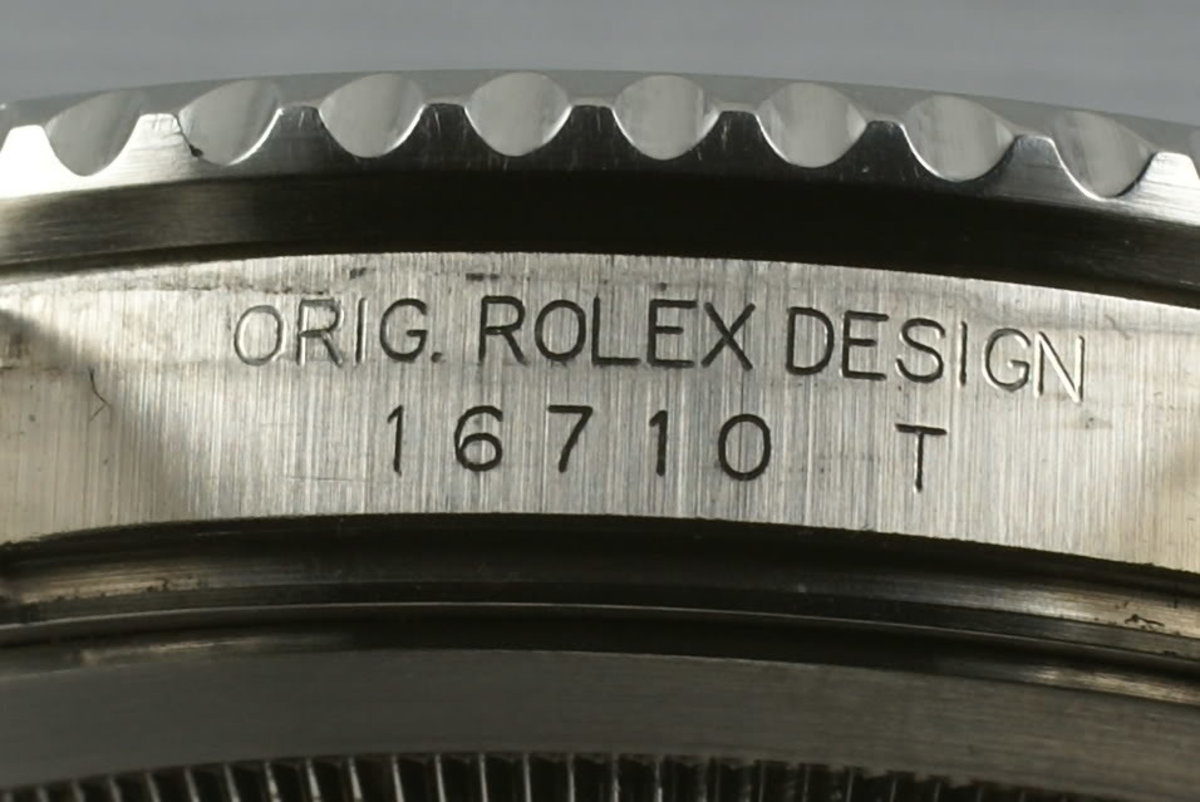 ORIG. ROLEX DESIGN
16710 T